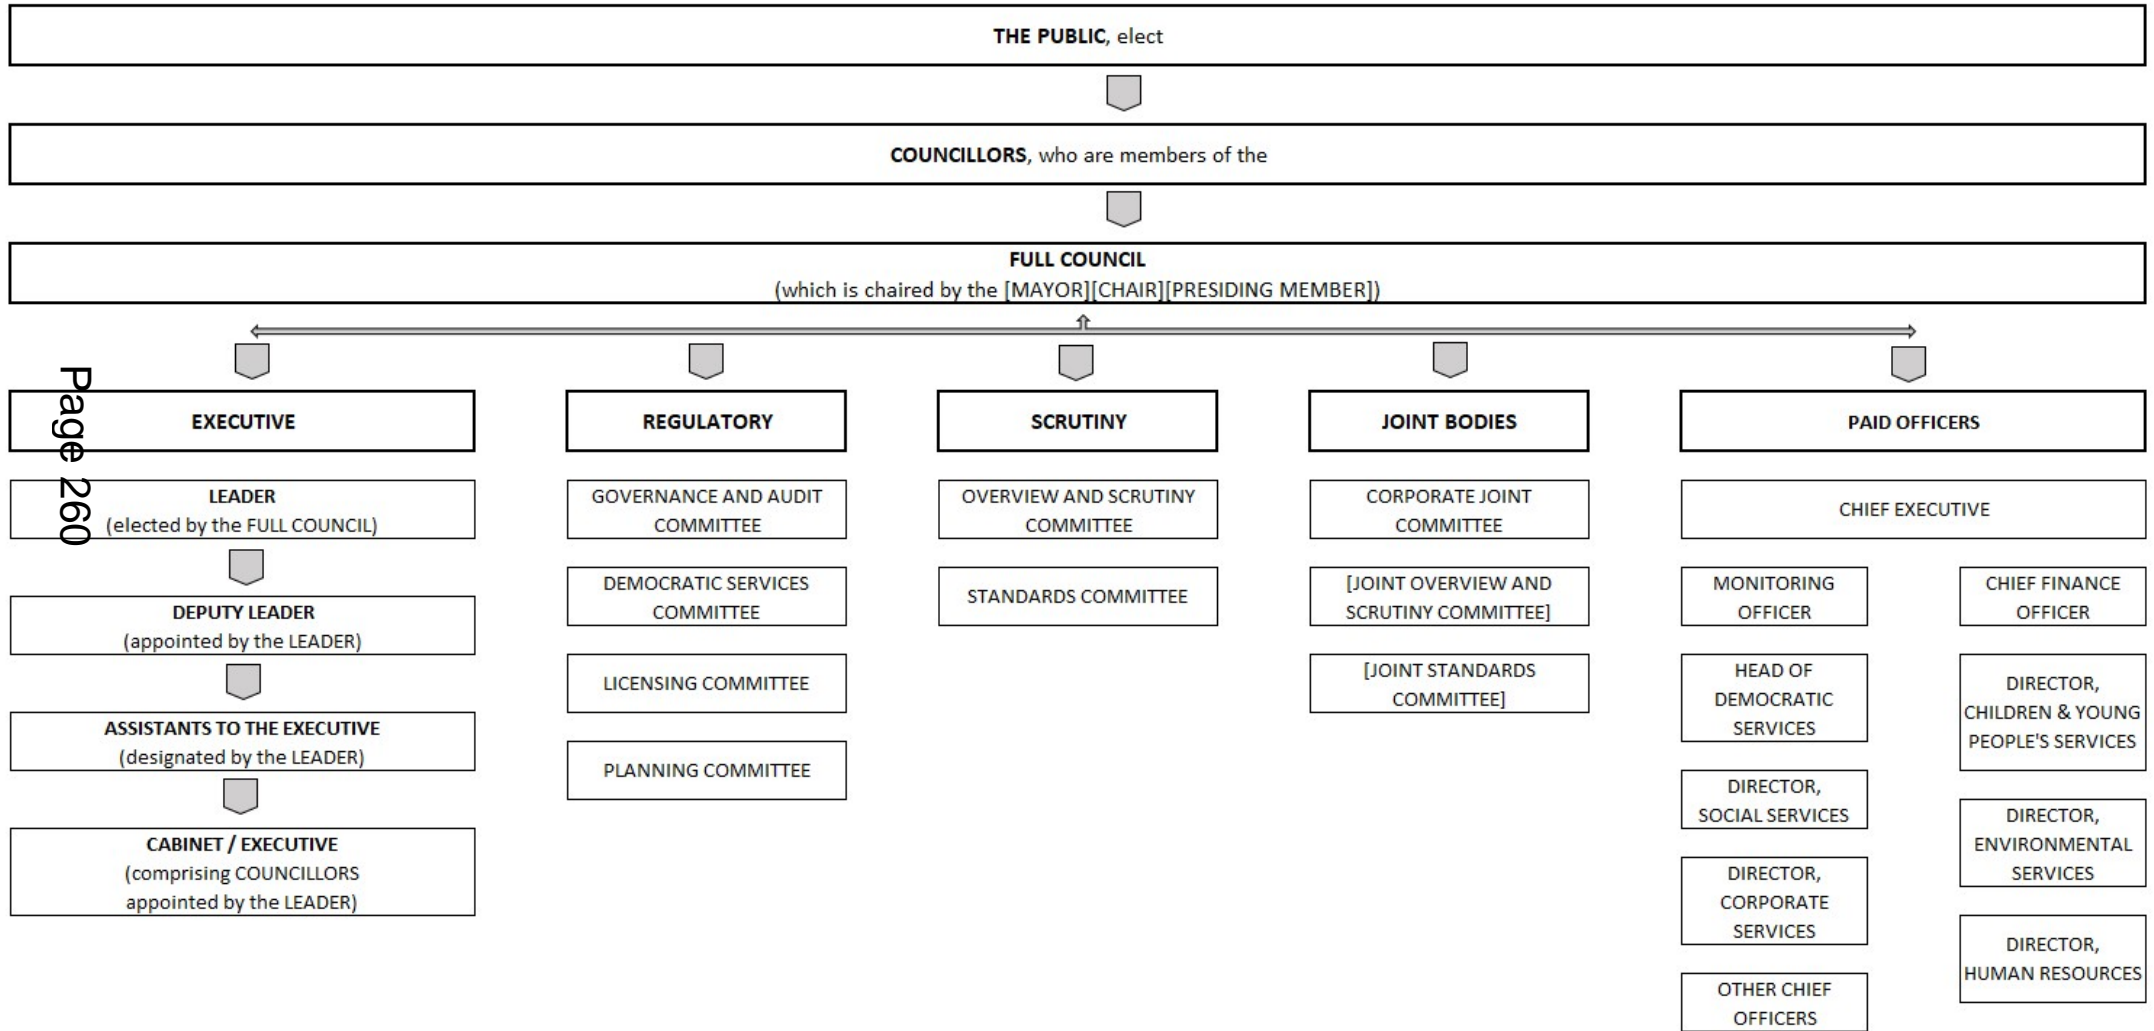 THE PUBLIC, elect
COUNCILLORS, who are members of the
FULL COUNCIL
(which is chaired by the [MAYOR][CHAIR][PRESIDING MEMBER])
Page 260
EXECUTIVE
LEADER
(elected by the FULL COUNCIL)
DEPUTY LEADER
(appointed by the LEADER)
ASSISTANTS TO THE EXECUTIVE
(designated by the LEADER)
CABINET / EXECUTIVE
(comprising COUNCILLORS
appointed by the LEADER)
REGULATORY
GOVERNANCE AND AUDIT
COMMITTEE
DEMOCRATIC SERVICES
COMMITTEE
LICENSING COMMITTEE
PLANNING COMMITTEE
SCRUTINY
OVERVIEW AND SCRUTINY
COMMITTEE
STANDARDS COMMITTEE
JOINT BODIES
CORPORATE JOINT
COMMITTEE
[JOINT OVERVIEW AND
SCRUTINY COMMITTEE]
[JOINT STANDARDS
COMMITTEE]
PAID OFFICERS
CHIEF EXECUTIVE
MONITORING
OFFICER
HEAD OF
DEMOCRATIC
SERVICES
DIRECTOR,
SOCIAL SERVICES
DIRECTOR,
CORPORATE
SERVICES
OTHER CHIEF
OFFICERS
CHIEF FINANCE
OFFICER
DIRECTOR,
CHILDREN & YOUNG
PEOPLE'S SERVICES
DIRECTOR,
ENVIRONMENTAL
SERVICES
DIRECTOR,
HUMAN RESOURCES